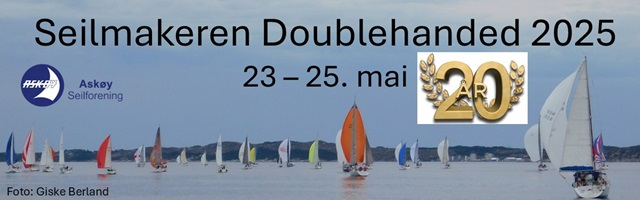 Seilmakeren Doublehanded 2025
23 – 25. mai
20
ÅR
ASKØY
Askøy
Seilforening
Foto: Giske Berland